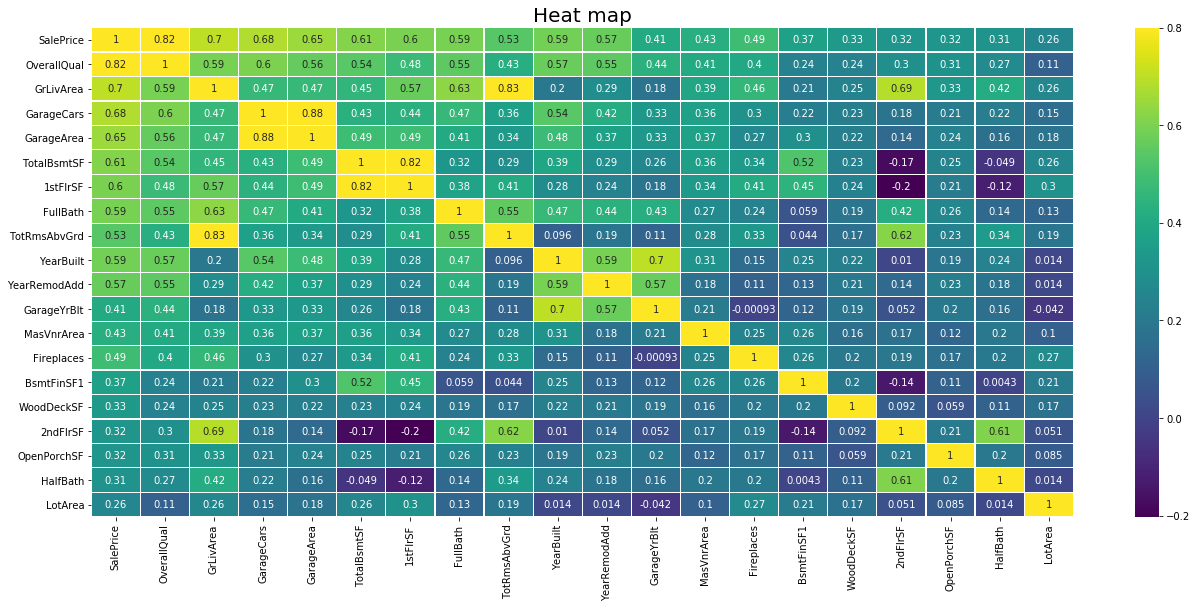 Heat map
SalePrice 1 0.82 0.7 0.68 0.65 0.61 0.6 0.59 0.53 0.59 0.57 0.41 0.43 0.49 0.37 0.33 0.32 0.32 0.31 0.26
OverallQual 0.82 1 0.59 0.6 0.56 0.54 0.48 0.55 0.43 0.57 0.55 0.44 0.41 0.4 0.24 0.24 0.3 0.31 0.27 0.11
GrLivArea 0.7 0.59 1 0.47 0.47 0.45 0.57 0.63 0.83 0.2 0.29 0.18 0.39 0.46 0.21 0.25 0.69 0.33 0.42 0.26
GarageCars 0.68 0.6 0.47 1 0.88 0.43 0.44 0.47 0.36 0.54 0.42 0.33 0.36 0.3 0.22 0.23 0.18 0.21 0.22 0.15
GarageArea 0.65 0.56 0.47 0.88 1 0.49 0.49 0.41 0.34 0.48 0.37 0.33 0.37 0.27 0.3 0.22 0.14 0.24 0.16 0.18
TotalBsmtSF 0.61 0.54 0.45 0.43 0.49 1 0.82 0.32 0.29 0.39 0.29 0.26 0.36 0.34 0.52 0.23 -0.17 0.25 -0.049 0.26
1stFlrSF 0.6 0.48 0.57 0.44 0.49 0.82 1 0.38 0.41 0.28 0.24 0.18 0.34 0.41 0.45 0.24 -0.2 0.21 -0.12 0.3
FullBath 0.59 0.55 0.63 0.47 0.41 0.32 0.38 1 0.55 0.47 0.44 0.43 0.27 0.24 0.059 0.19 0.42 0.26 0.14 0.13
TotRmsAbvGrd 0.53 0.43 0.83 0.36 0.34 0.29 0.41 0.55 1 0.096 0.19 0.11 0.28 0.33 0.044 0.17 0.62 0.23 0.34 0.19
YearBuilt 0.59 0.57 0.2 0.54 0.48 0.39 0.28 0.47 0.096 1 0.59 0.7 0.31 0.15 0.25 0.22 0.01 0.19 0.24 0.014
YearRemodAdd 0.57 0.55 0.29 0.42 0.37 0.29 0.24 0.44 0.19 0.59 1 0.57 0.18 0.11 0.13 0.21 0.14 0.23 0.18 0.014
GarageYrBlt 0.41 0.44 0.18 0.33 0.33 0.26 0.18 0.43 0.11 0.7 0.57 1 0.21 -0.00093 0.12 0.19 0.052 0.2 0.16 -0.042
MasVnrArea 0.43 0.41 0.39 0.36 0.37 0.36 0.34 0.27 0.28 0.31 0.18 0.21 1 0.25 0.26 0.16 0.17 0.12 0.2 0.1
Fireplaces 0.49 0.4 0.46 0.3 0.27 0.34 0.41 0.24 0.33 0.15 0.11 -0.00093 0.25 1 0.26 0.2 0.19 0.17 0.2 0.27
BsmtFinSF1 0.37 0.24 0.21 0.22 0.3 0.52 0.45 0.059 0.044 0.25 0.13 0.12 0.26 0.26 1 0.2 -0.14 0.11 0.0043 0.21
WoodDeckSF 0.33 0.24 0.25 0.23 0.22 0.23 0.24 0.19 0.17 0.22 0.21 0.19 0.16 0.2 0.2 1 0.092 0.059 0.11 0.17
2ndFlrSF 0.32 0.3 0.69 0.18 0.14 -0.17 -0.2 0.42 0.62 0.01 0.14 0.052 0.17 0.19 -0.14 0.092 1 0.21 0.61 0.051
OpenPorchSF 0.32 0.31 0.33 0.21 0.24 0.25 0.21 0.26 0.23 0.19 0.23 0.2 0.12 0.17 0.11 0.059 0.21 1 0.2 0.085
HalfBath 0.31 0.27 0.42 0.22 0.16 -0.049 -0.12 0.14 0.34 0.24 0.18 0.16 0.2 0.2 0.0043 0.11 0.61 0.2 1 0.014
LotArea 0.26 0.11 0.26 0.15 0.18 0.26 0.3 0.13 0.19 0.014 0.014 -0.042 0.1 0.27 0.21 0.17 0.051 0.085 0.014 1
SalePrice OverallQual GrLivArea GarageCars GarageArea TotalBsmtSF 1stFlrSF FullBath TotRmsAbvGrd YearBuilt YearRemodAdd GarageYrBlt MasVnrArea Fireplaces BsmtFinSF1 WoodDeckSF 2ndFlrSF OpenPorchSF HalfBath LotArea
0.8
0.6
0.4
0.2
0.0
−0.2